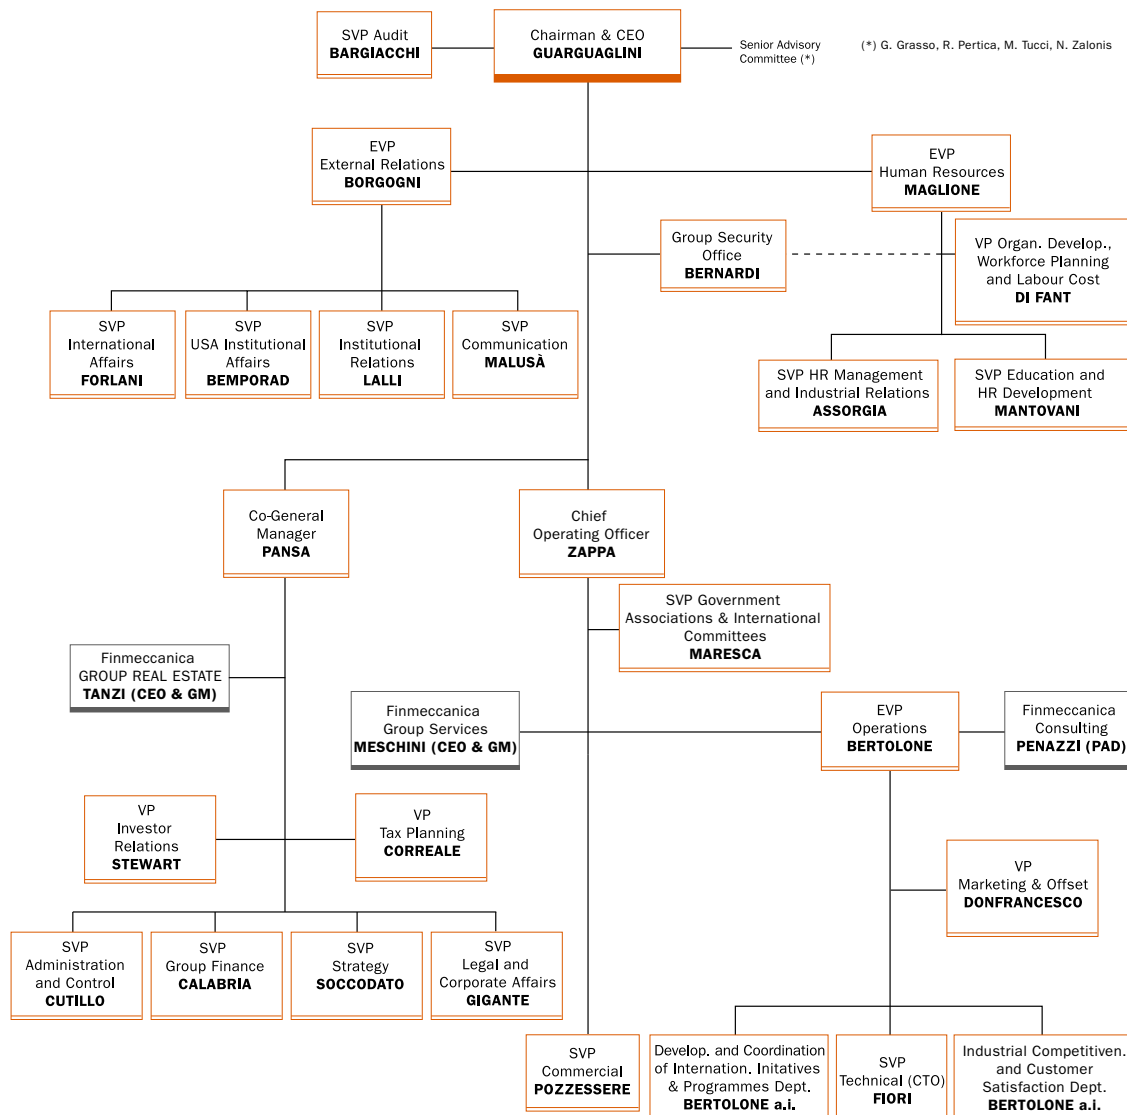 SVP Audit
BARGIACCHI
Chairman & CEO
GUARGUAGLINI
Senior Advisory
Committee (*)
(*) G. Grasso, R. Pertica, M. Tucci, N. Zalonis
EVP
External Relations
BORGOGNI
EVP
Human Resources
MAGLIONE
Group Security
Office
BERNARDI
VP Organ. Develop.,
Workforce Planning
and Labour Cost
DI FANT
SVP
International
Affairs
FORLANI
SVP
USA Institutional
Affairs
BEMPORAD
SVP
Institutional
Relations
LALLI
SVP
Communication
MALUSÀ
SVP HR Management
and Industrial Relations
ASSORGIA
SVP Education and
HR Development
MANTOVANI
Co-General
Manager
PANSA
Chief
Operating Officer
ZAPPA
SVP Government
Associations & International
Committees
MARESCA
Finmeccanica
GROUP REAL ESTATE
TANZI (CEO & GM)
Finmeccanica
Group Services
MESCHINI (CEO & GM)
EVP
Operations
BERTOLONE
Finmeccanica
Consulting
PENAZZI (PAD)
VP
Investor
Relations
STEWART
VP
Tax Planning
CORREALE
VP
Marketing & Offset
DONFRANCESCO
SVP
Administration
and Control
CUTILLO
SVP
Group Finance
CALABRIA
SVP
Strategy
SOCCODATO
SVP
Legal and
Corporate Affairs
GIGANTE
SVP
Commercial
POZZESSERE
Develop. and Coordination
of Internation. Initatives
& Programmes Dept.
BERTOLONE a.i.
SVP
Technical (CTO)
FIORI
Industrial Competitiven.
and Customer
Satisfaction Dept.
BERTOLONE a.i.